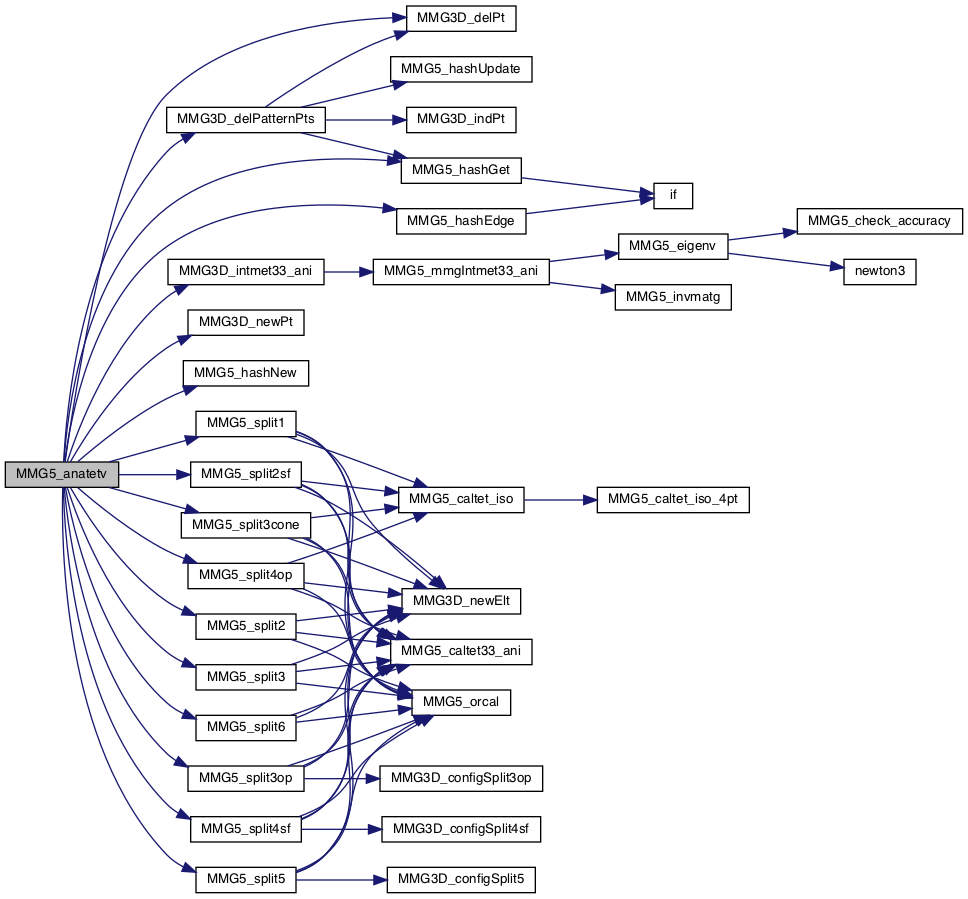 MMG3D_delPt
MMG5_hashUpdate
MMG3D_delPatternPts
MMG3D_indPt
MMG5_hashGet
if
MMG5_hashEdge
MMG5_check_accuracy
MMG5_eigenv
MMG3D_intmet33_ani
MMG5_mmgIntmet33_ani
newton3
MMG5_invmatg
MMG3D_newPt
MMG5_hashNew
MMG5_split1
MMG5_anatetv
MMG5_split2sf
MMG5_caltet_iso
MMG5_caltet_iso_4pt
MMG5_split3cone
MMG5_split4op
MMG3D_newElt
MMG5_split2
MMG5_caltet33_ani
MMG5_split3
MMG5_orcal
MMG5_split6
MMG5_split3op
MMG3D_configSplit3op
MMG5_split4sf
MMG3D_configSplit4sf
MMG5_split5
MMG3D_configSplit5